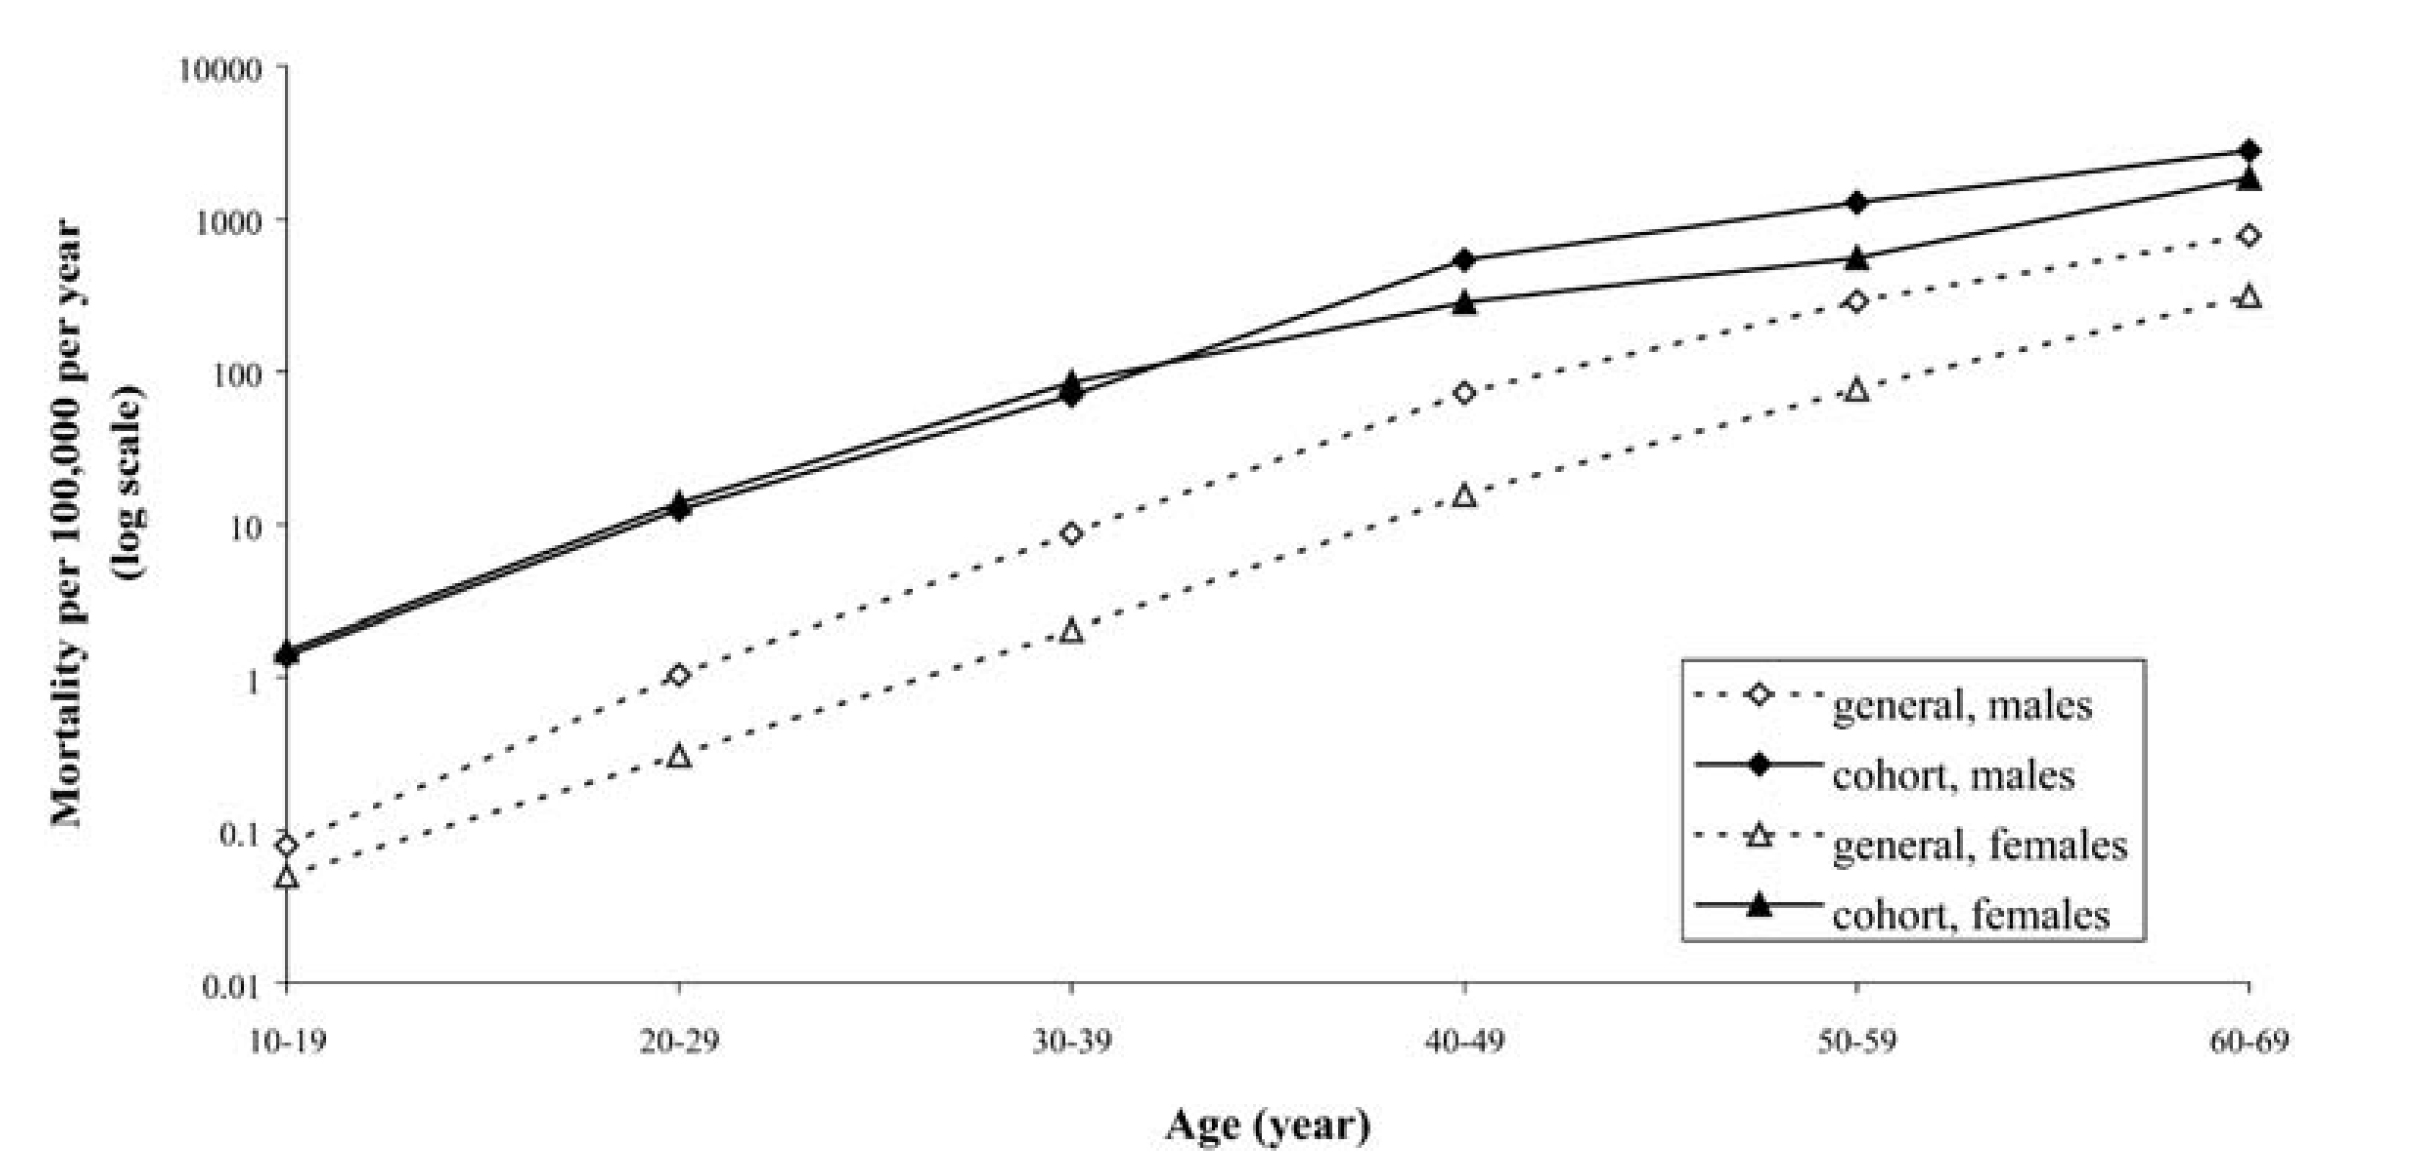 10000
1000
100
10
1
0.1
0.01
Mortality per 100,000 per year
(log scale)
general, males
cohort, males
general, females
cohort, females
10-19
20-29
30-39
40-49
50-59
60-69
Age (year)